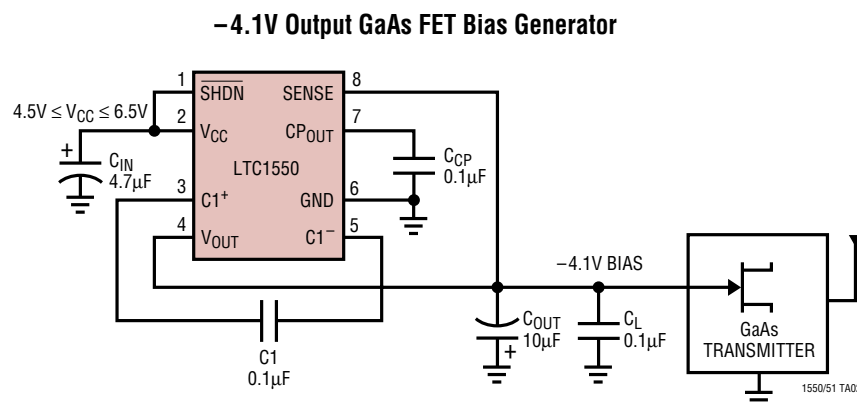 –4.1V Output GaAs FET Bias Generator
4.5V ≤ VCC ≤ 6.5V
1
SHDN
SENSE
8
2
VCC
CPOUT
7
LTC1550
3
C1+
GND
6
4
VOUT
C1–
5
+
CIN
4.7µF
CCP
0.1µF
C1
0.1µF
–4.1V BIAS
COUT
10µF
+
CL
0.1µF
GaAs
TRANSMITTER
1550/51 TA0